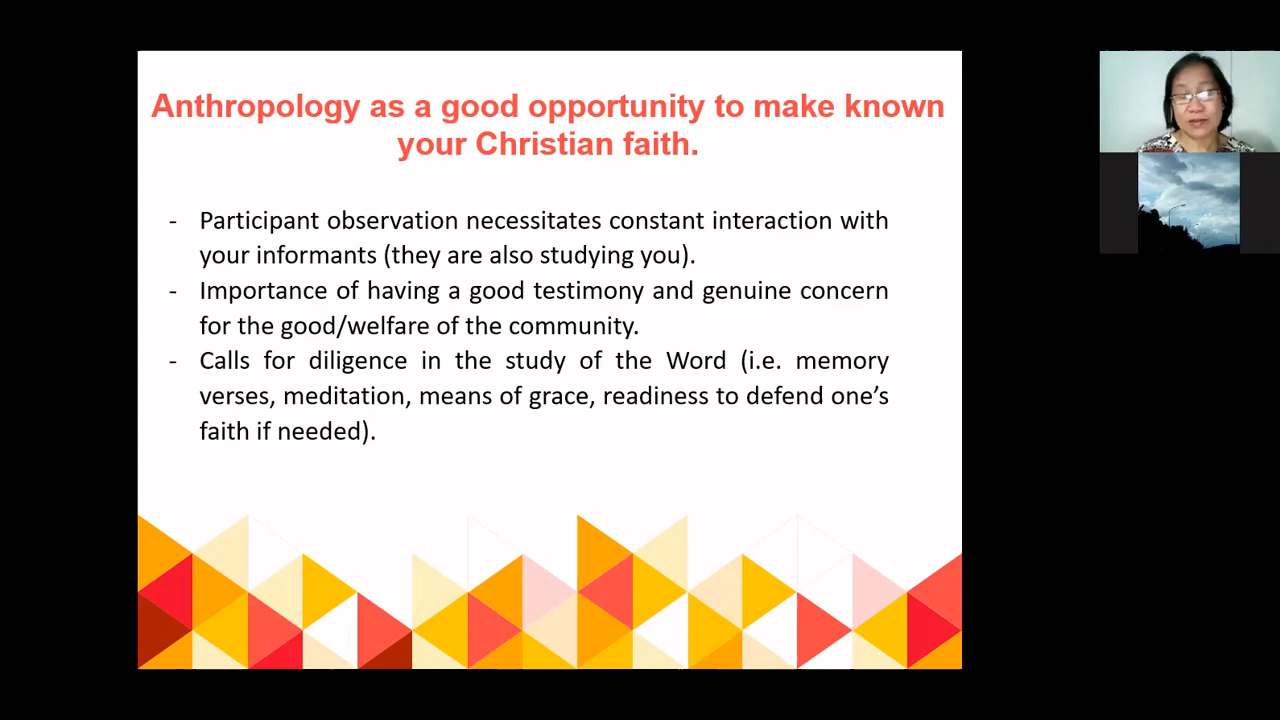 Anthropology as a good opportunity to make known
your Christian faith.
- Participant observation necessitates constant interaction with
your informants (they are also studying you).
- Importance of having a good testimony and genuine concern
for the good/welfare of the community.
- Calls for diligence in the study of the Word (i.e. memory
verses, meditation, means of grace, readiness to defend one’s
faith if needed).